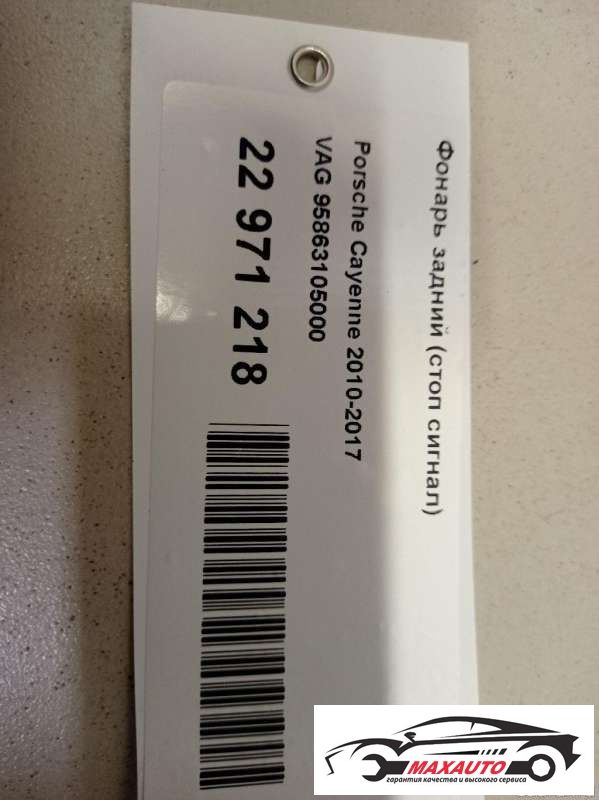 Фонарь задний (стоп сигнал)
Porsche Cayenne 2010-2017
VAG 95863105000
22 971 218
MAXAUTO
гарантия качества и высокого сервиса